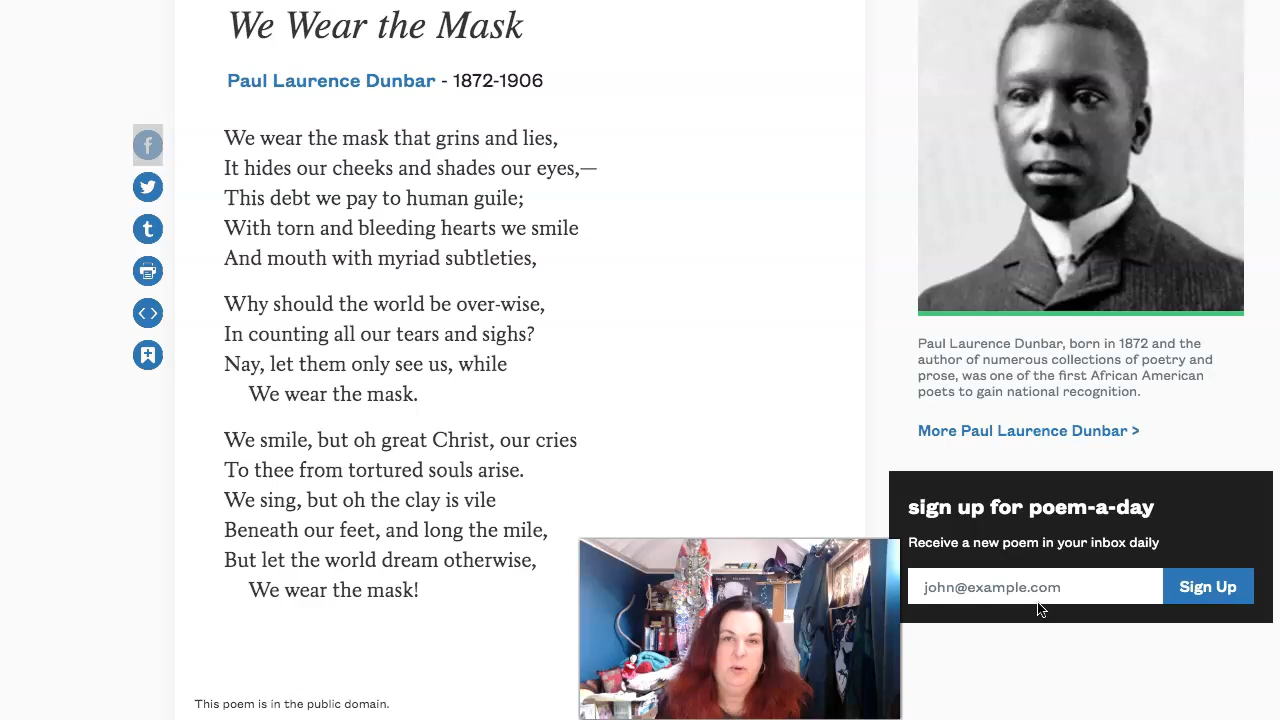 We Wear the Mask
Paul Laurence Dunbar - 1872-1906
We wear the mask that grins and lies,
It hides our cheeks and shades our eyes,—
This debt we pay to human guile;
With torn and bleeding hearts we smile
And mouth with myriad subtleties,
Why should the world be over-wise,
In counting all our tears and sighs?
Nay, let them only see us, while
We wear the mask.
We smile, but oh great Christ, our cries
To thee from tortured souls arise.
We sing, but oh the clay is vile
Beneath our feet, and long the mile,
But let the world dream otherwise,
We wear the mask!
This poem is in the public domain.
Paul Laurence Dunbar, born in 1872 and the
author of numerous collections of poetry and
prose, was one of the first African American
poets to gain national recognition.
More Paul Laurence Dunbar >
sign up for poem-a-day
Receive a new poem in your inbox daily
john@example.com
Sign Up